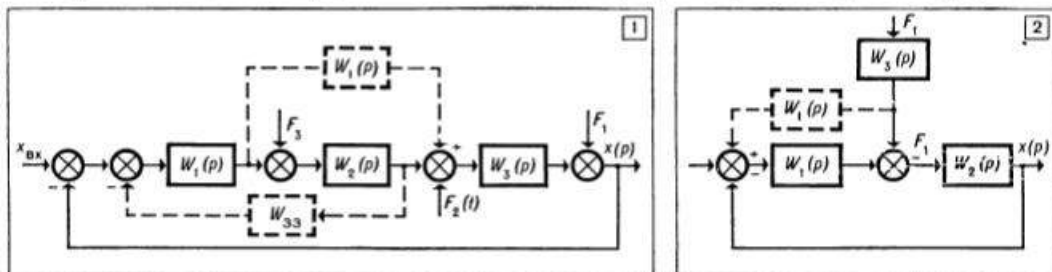 1
W₁(p)
F₃
F₁
xвх
W₁(p)
W₂(p)
+
W₃(p)
x(p)
−
−
W₃₃
F₂(t)
2
F₁
W₃(p)
W₁(p)
+
−
W₁(p)
F₁
−
W₂(p)
x(p)